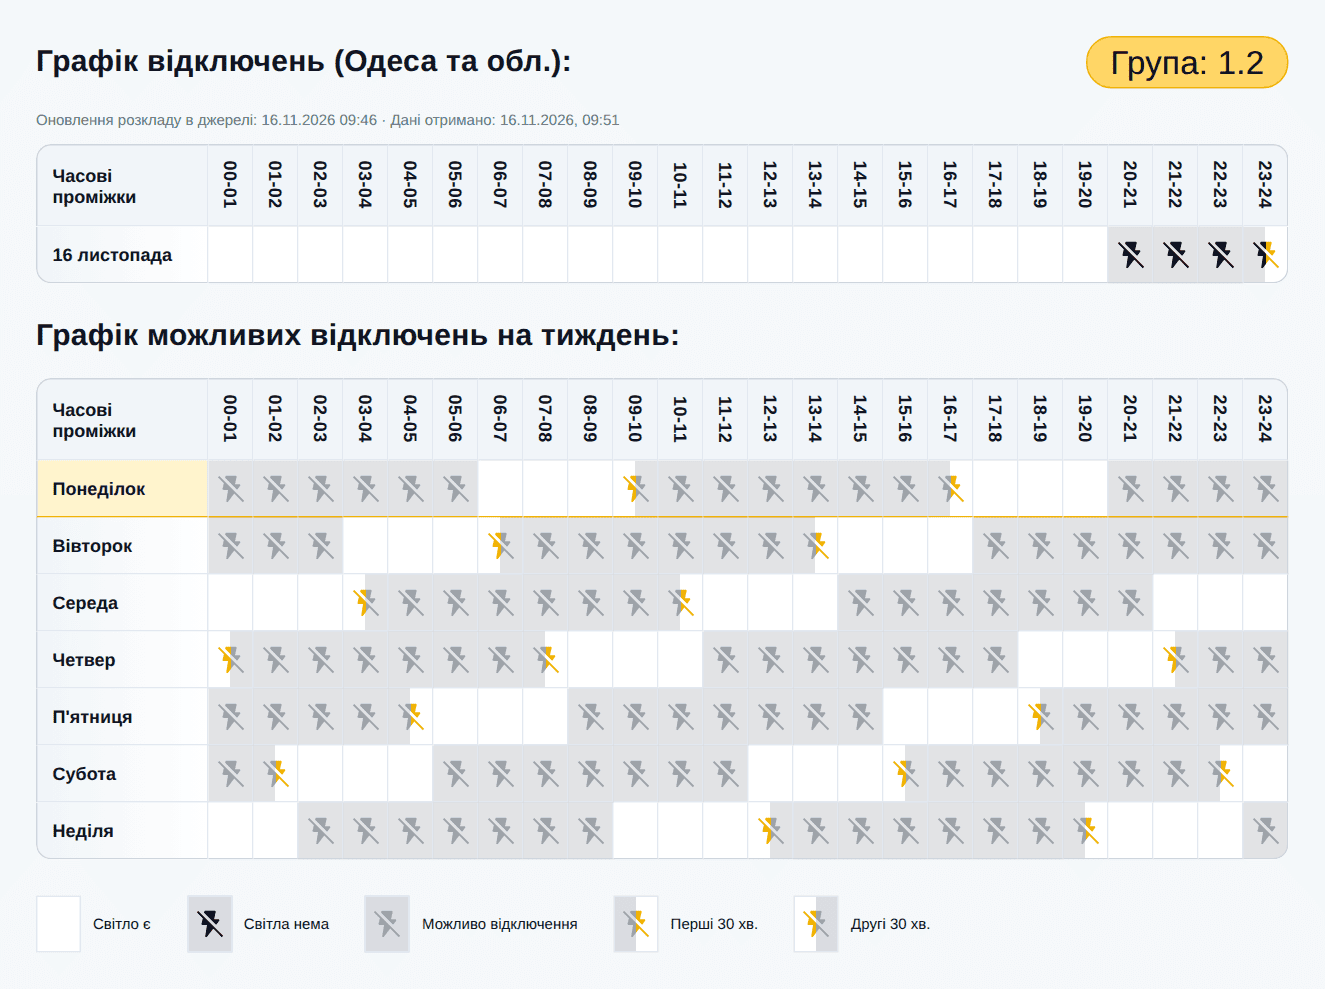 Графік відключень (Одеса та обл.):
Група: 1.2
Оновлення розкладу в джерелі: 16.11.2026 09:46 · Дані отримано: 16.11.2026, 09:51
Часові проміжки 00-01 01-02 02-03 03-04 04-05 05-06 06-07 07-08 08-09 09-10 10-11 11-12 12-13 13-14 14-15 15-16 16-17 17-18 18-19 19-20 20-21 21-22 22-23 23-24
16 листопада
Графік можливих відключень на тиждень:
Часові проміжки 00-01 01-02 02-03 03-04 04-05 05-06 06-07 07-08 08-09 09-10 10-11 11-12 12-13 13-14 14-15 15-16 16-17 17-18 18-19 19-20 20-21 21-22 22-23 23-24
Понеділок
Вівторок
Середа
Четвер
П'ятниця
Субота
Неділя
Світло є Світла нема Можливо відключення Перші 30 хв. Другі 30 хв.